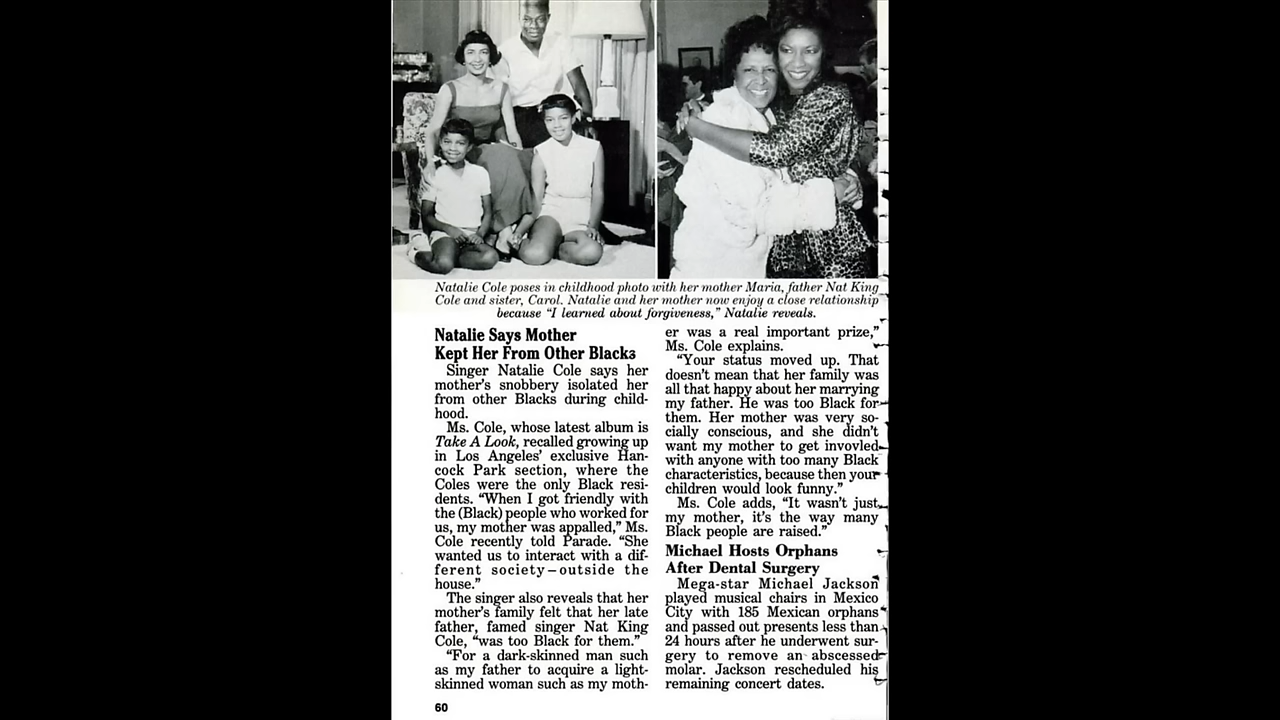 Natalie Cole poses in childhood photo with her mother Maria, father Nat King
Cole and sister, Carol. Natalie and her mother now enjoy a close relationship
because “I learned about forgiveness,” Natalie reveals.
Natalie Says Mother
Kept Her From Other Blacks
Singer Natalie Cole says her
mother’s snobbery isolated her
from other Blacks during child-
hood.
Ms. Cole, whose latest album is
Take A Look, recalled growing up
in Los Angeles’ exclusive Han-
cock Park section, where the
Coles were the only Black resi-
dents. “When I got friendly with
the (Black) people who worked for
us, my mother was appalled,” Ms.
Cole recently told Parade. “She
wanted us to interact with a dif-
ferent society–outside the
house.”
The singer also reveals that her
mother’s family felt that her late
father, famed singer Nat King
Cole, “was too Black for them.”
“For a dark-skinned man such
as my father to acquire a light-
skinned woman such as my moth-
er was a real important prize,”
Ms. Cole explains.
“Your status moved up. That
doesn’t mean that her family was
all that happy about her marrying
my father. He was too Black for
them. Her mother was very so-
cially conscious, and she didn’t
want my mother to get invovled
with anyone with too many Black
characteristics, because then your
children would look funny.”
Ms. Cole adds, “It wasn’t just
my mother, it’s the way many
Black people are raised.”
Michael Hosts Orphans
After Dental Surgery
Mega-star Michael Jackson
played musical chairs in Mexico
City with 185 Mexican orphans
and passed out presents less than
24 hours after he underwent sur-
gery to remove an abscessed
molar. Jackson rescheduled his
remaining concert dates.
60